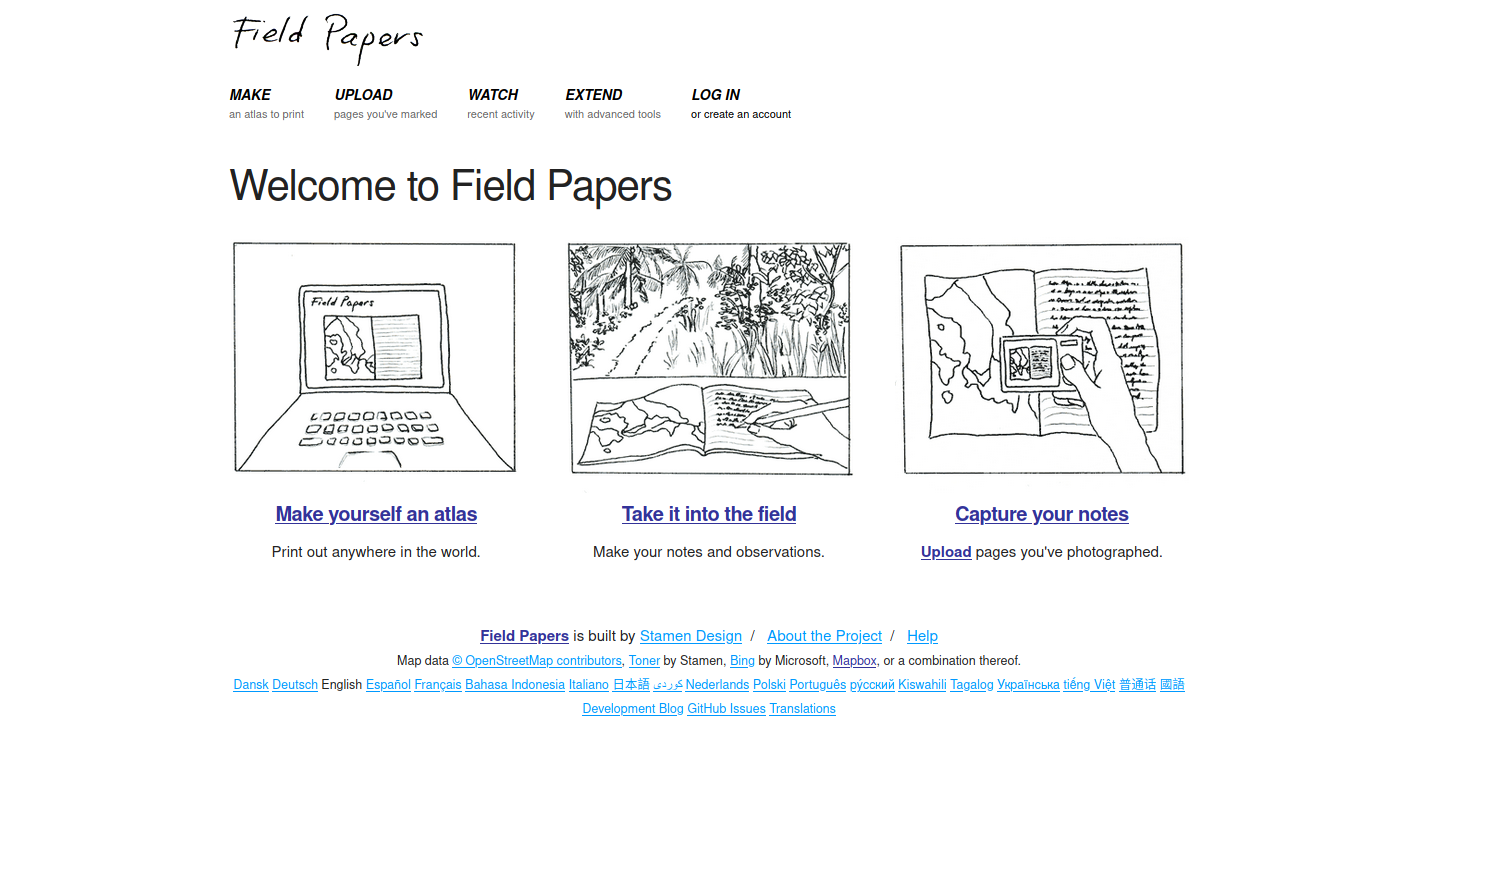 Field Papers
MAKE UPLOAD WATCH EXTEND LOG IN
an atlas to print pages you've marked recent activity with advanced tools or create an account
Welcome to Field Papers
Field Papers
Make yourself an atlas Take it into the field Capture your notes
Print out anywhere in the world. Make your notes and observations. Upload pages you've photographed.
Field Papers is built by Stamen Design / About the Project / Help
Map data © OpenStreetMap contributors, Toner by Stamen, Bing by Microsoft, Mapbox, or a combination thereof.
Dansk Deutsch English Español Français Bahasa Indonesia Italiano 日本語 كوردی Nederlands Polski Português ру́сский Kiswahili Tagalog Українська tiếng Việt 普通话 國語
Development Blog GitHub Issues Translations